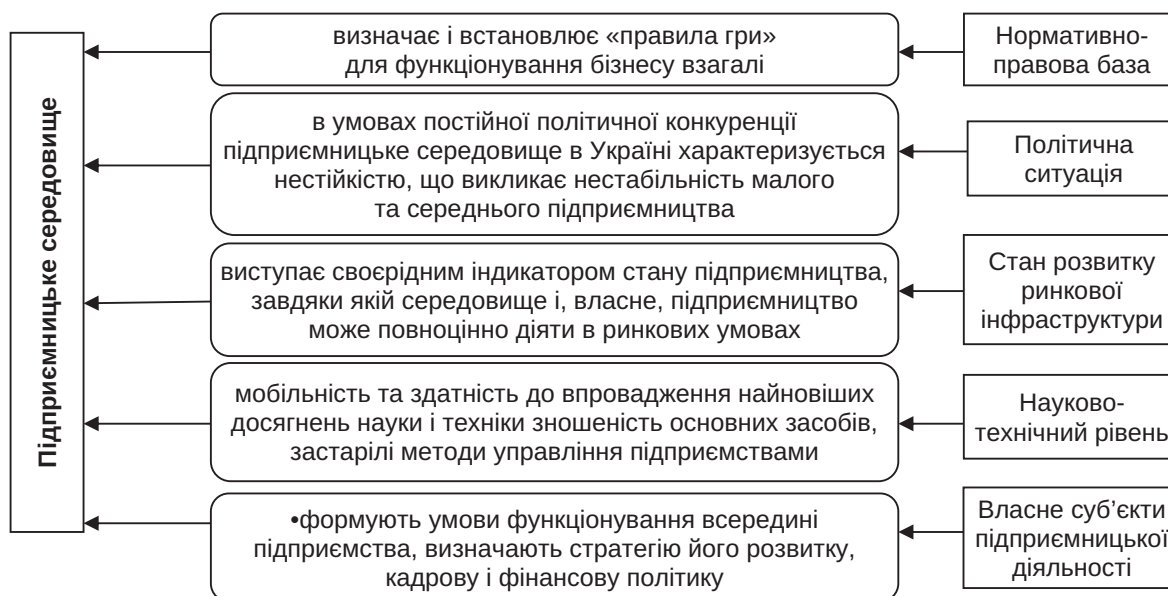 Підприємницьке середовище
визначає і встановлює «правила гри»
для функціонування бізнесу взагалі
Нормативно-
правова база
в умовах постійної політичної конкуренції
підприємницьке середовище в Україні характеризується
нестійкістю, що викликає нестабільність малого
та середнього підприємництва
Політична
ситуація
виступає своєрідним індикатором стану підприємництва,
завдяки якій середовище і, власне, підприємництво
може повноцінно діяти в ринкових умовах
Стан розвитку
ринкової
інфраструктури
мобільність та здатність до впровадження найновіших
досягнень науки і техніки зношеність основних засобів,
застарілі методи управління підприємствами
Науково-
технічний рівень
•формують умови функціонування всередині
підприємства, визначають стратегію його розвитку,
кадрову і фінансову політику
Власне суб’єкти
підприємницької
діяльності